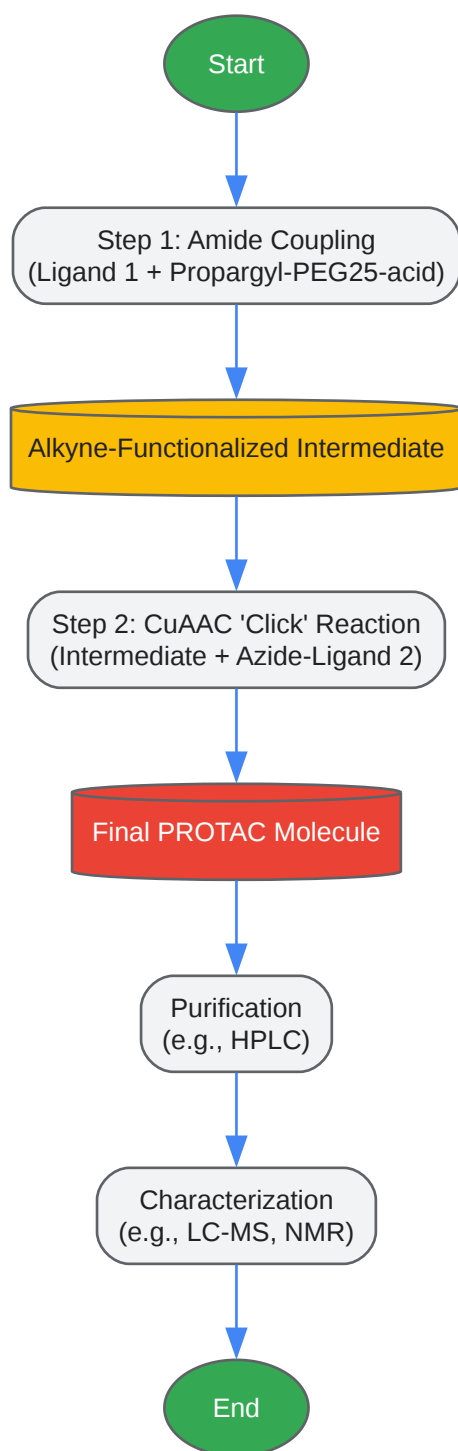 Start
Step 1: Amide Coupling
(Ligand 1 + Propargyl-PEG25-acid)
Alkyne-Functionalized Intermediate
Step 2: CuAAC 'Click' Reaction
(Intermediate + Azide-Ligand 2)
Final PROTAC Molecule
Purification
(e.g., HPLC)
Characterization
(e.g., LC-MS, NMR)
End